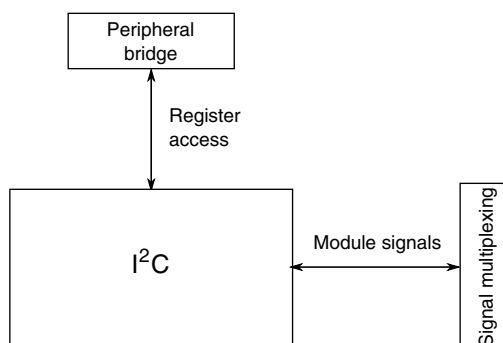 Peripheral
bridge
Register
access
I²C
Module signals
Signal multiplexing